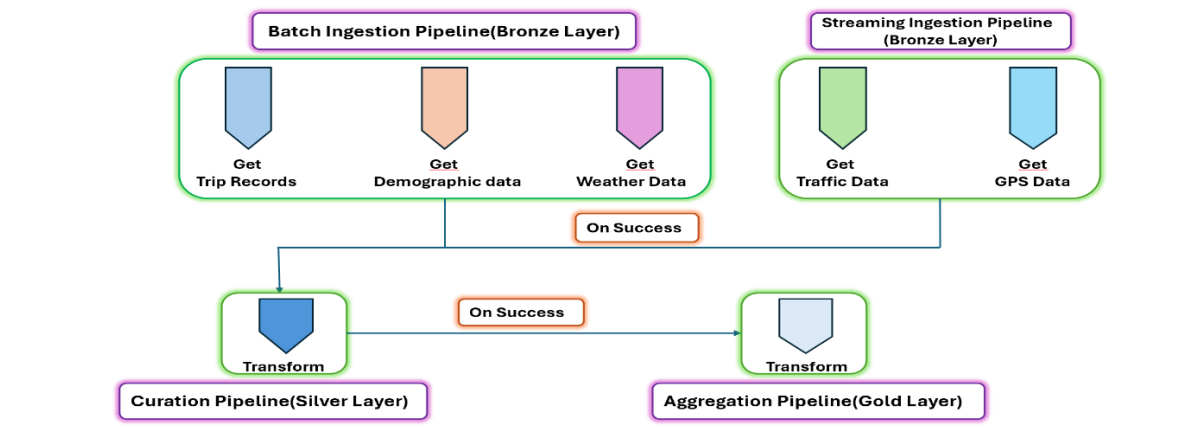 Batch Ingestion Pipeline(Bronze Layer)
Streaming Ingestion Pipeline
(Bronze Layer)
Get
Trip Records
Get
Demographic data
Get
Weather Data
Get
Traffic Data
Get
GPS Data
On Success
On Success
Transform
Transform
Curation Pipeline(Silver Layer)
Aggregation Pipeline(Gold Layer)